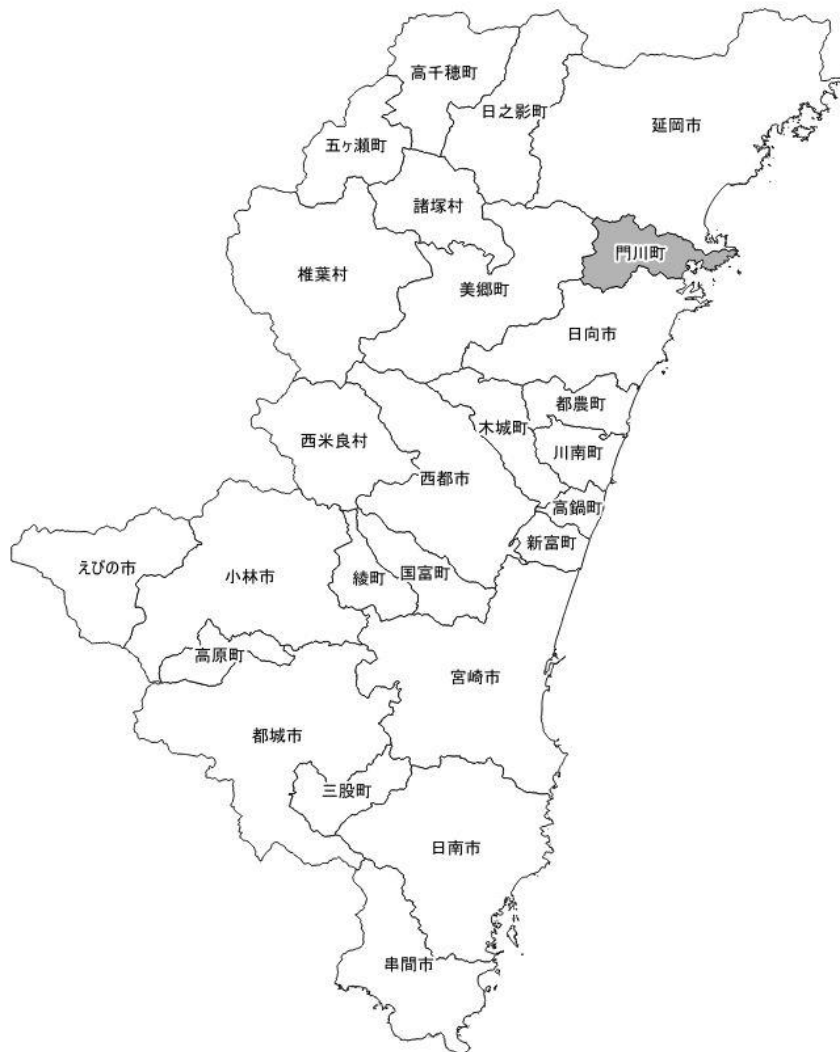 高千穂町
日之影町
延岡市
五ヶ瀬町
諸塚村
門川町
椎葉村
美郷町
日向市
都農町
木城町
西米良村
川南町
西都市
高鍋町
新富町
えびの市
小林市
綾町
国富町
高原町
宮崎市
都城市
三股町
日南市
串間市